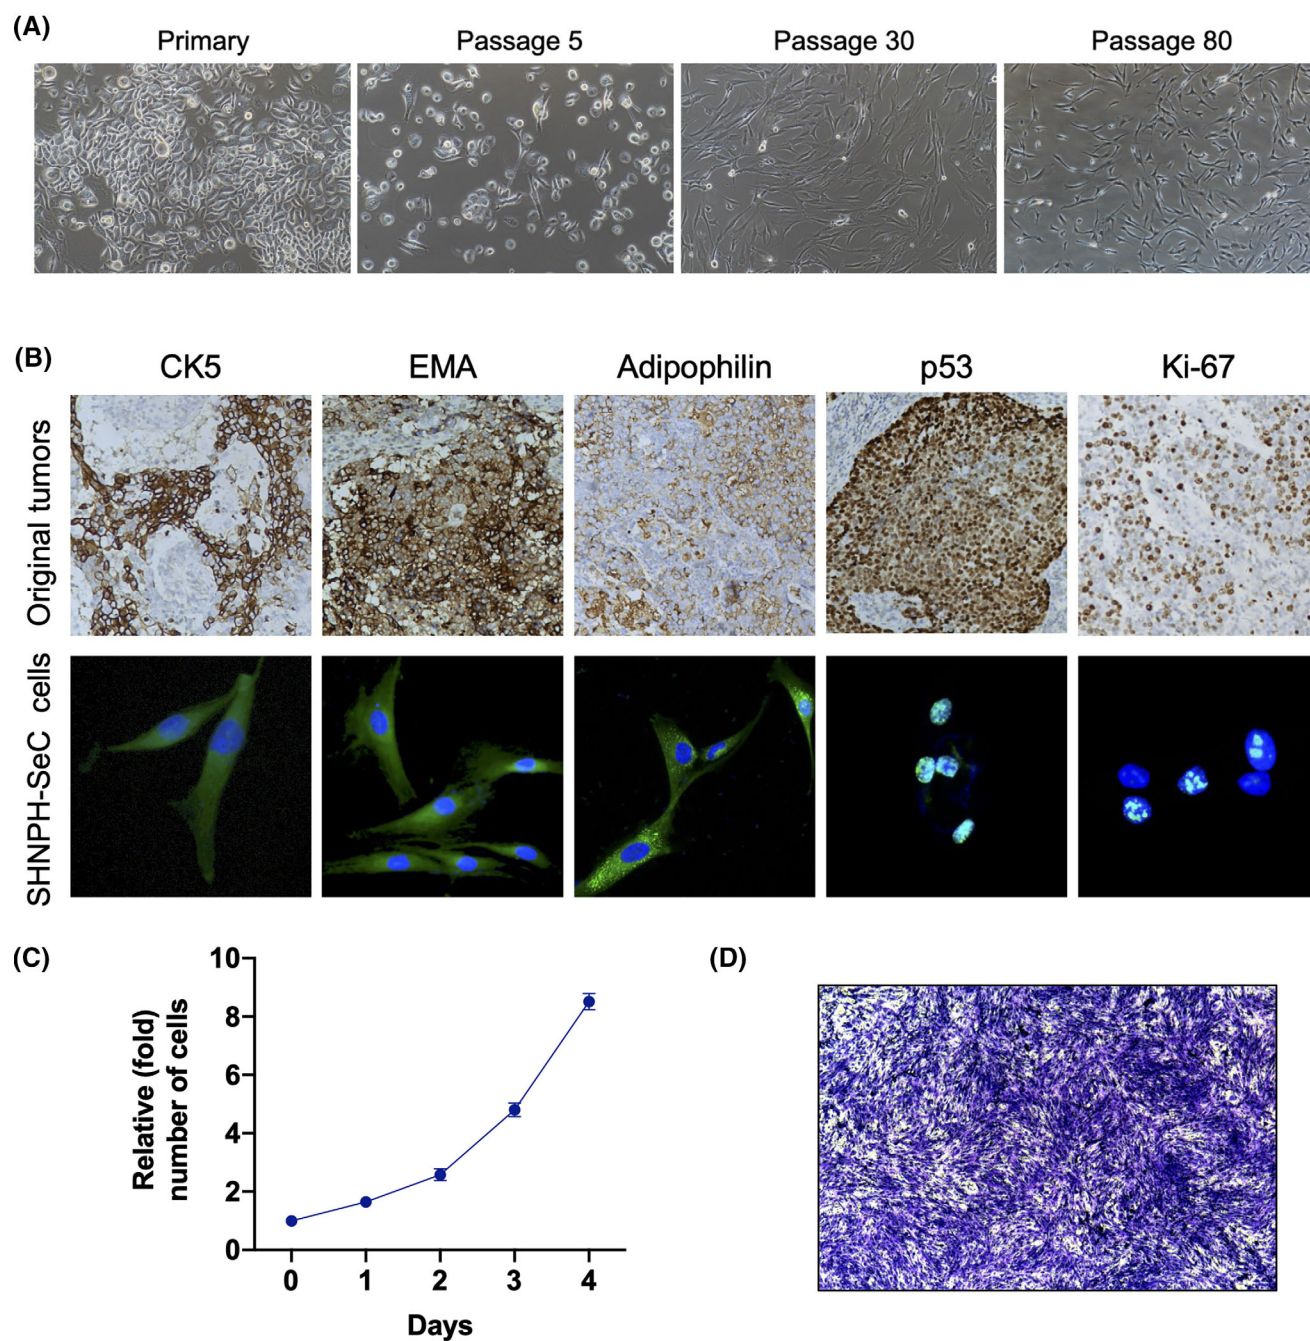 (A)
Primary
Passage 5
Passage 30
Passage 80
(B)
CK5
EMA
Adipophilin
p53
Ki-67
Original tumors
SHNPH-SeC cells
(C)
10
8
6
4
2
0
Relative (fold)
number of cells
0 1 2 3 4
Days
(D)